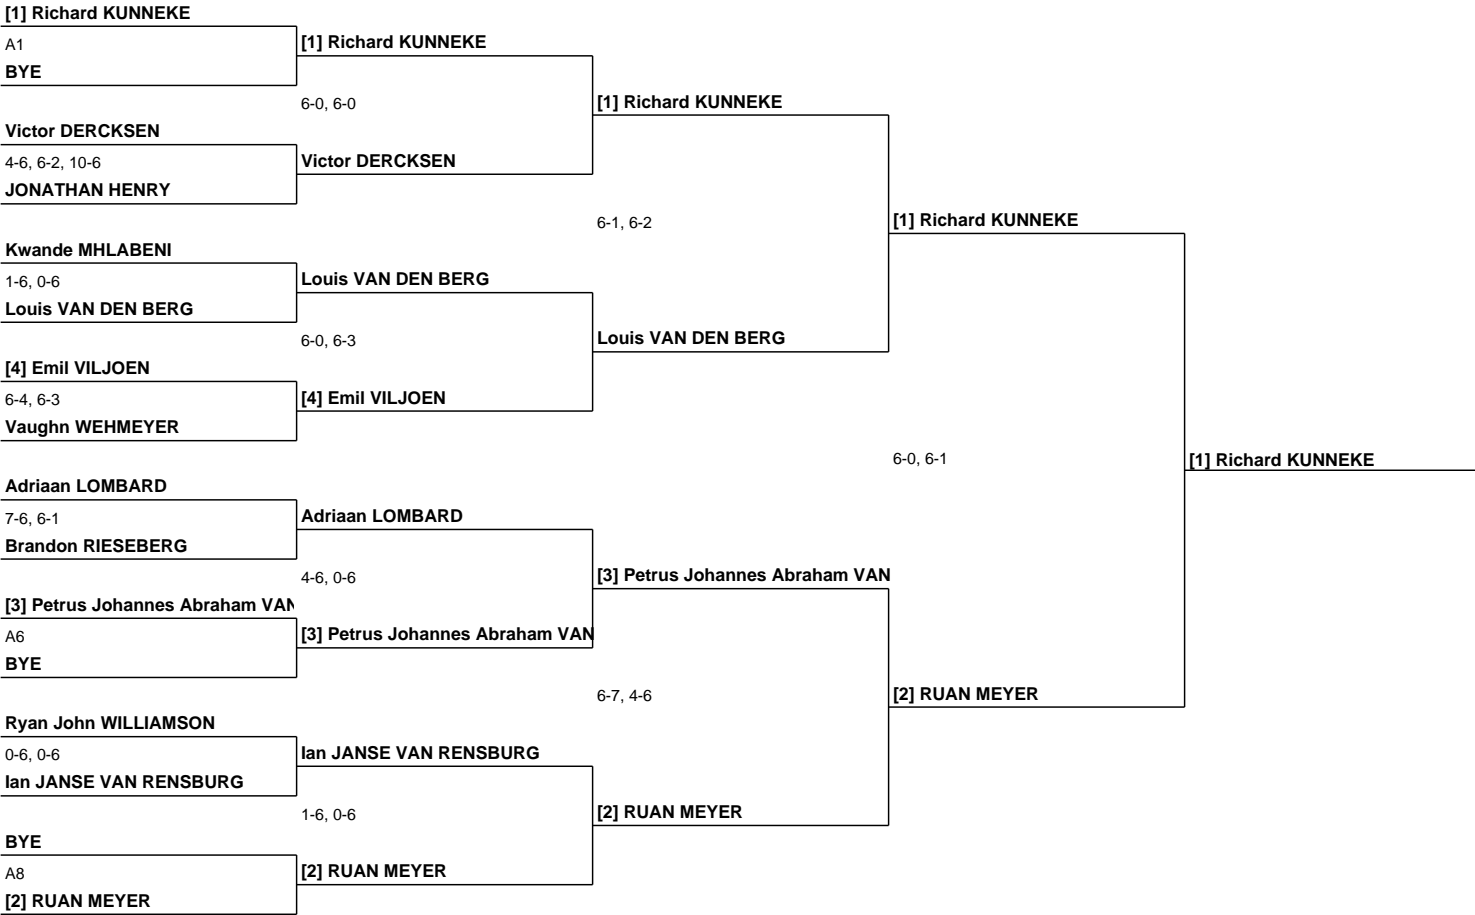 [1] Richard KUNNEKE
A1
BYE
[1] Richard KUNNEKE
6-0, 6-0
Victor DERCKSEN
4-6, 6-2, 10-6
JONATHAN HENRY
Victor DERCKSEN
[1] Richard KUNNEKE
6-1, 6-2
Kwande MHLABENI
1-6, 0-6
Louis VAN DEN BERG
Louis VAN DEN BERG
6-0, 6-3
[4] Emil VILJOEN
6-4, 6-3
Vaughn WEHMEYER
[4] Emil VILJOEN
Louis VAN DEN BERG
[1] Richard KUNNEKE
6-0, 6-1
[1] Richard KUNNEKE
Adriaan LOMBARD
7-6, 6-1
Brandon RIESEBERG
Adriaan LOMBARD
4-6, 0-6
[3] Petrus Johannes Abraham VAN
A6
BYE
[3] Petrus Johannes Abraham VAN
[3] Petrus Johannes Abraham VAN
6-7, 4-6
Ryan John WILLIAMSON
0-6, 0-6
Ian JANSE VAN RENSBURG
Ian JANSE VAN RENSBURG
1-6, 0-6
BYE
A8
[2] RUAN MEYER
[2] RUAN MEYER
[2] RUAN MEYER
[2] RUAN MEYER